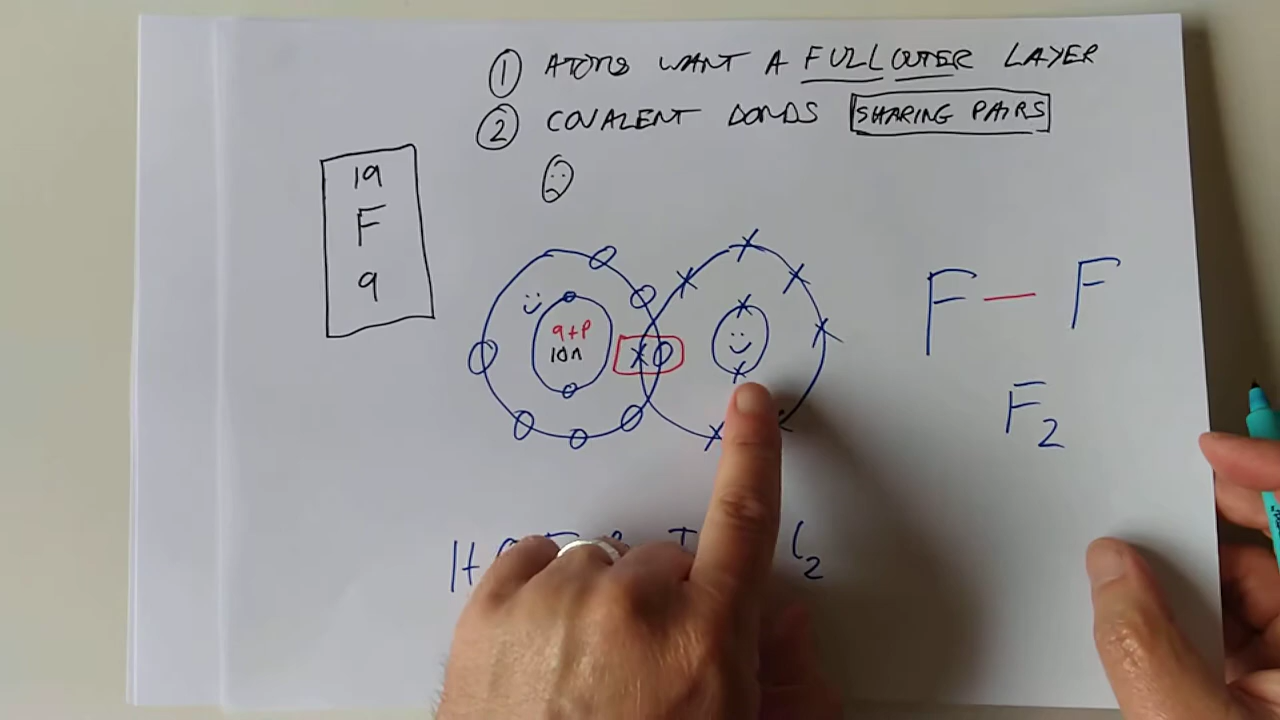 ① ATOMS WANT A FULL OUTER LAYER
② COVALENT BONDS SHARING PAIRS
19
F
9
9+P
10n
F — F
F2